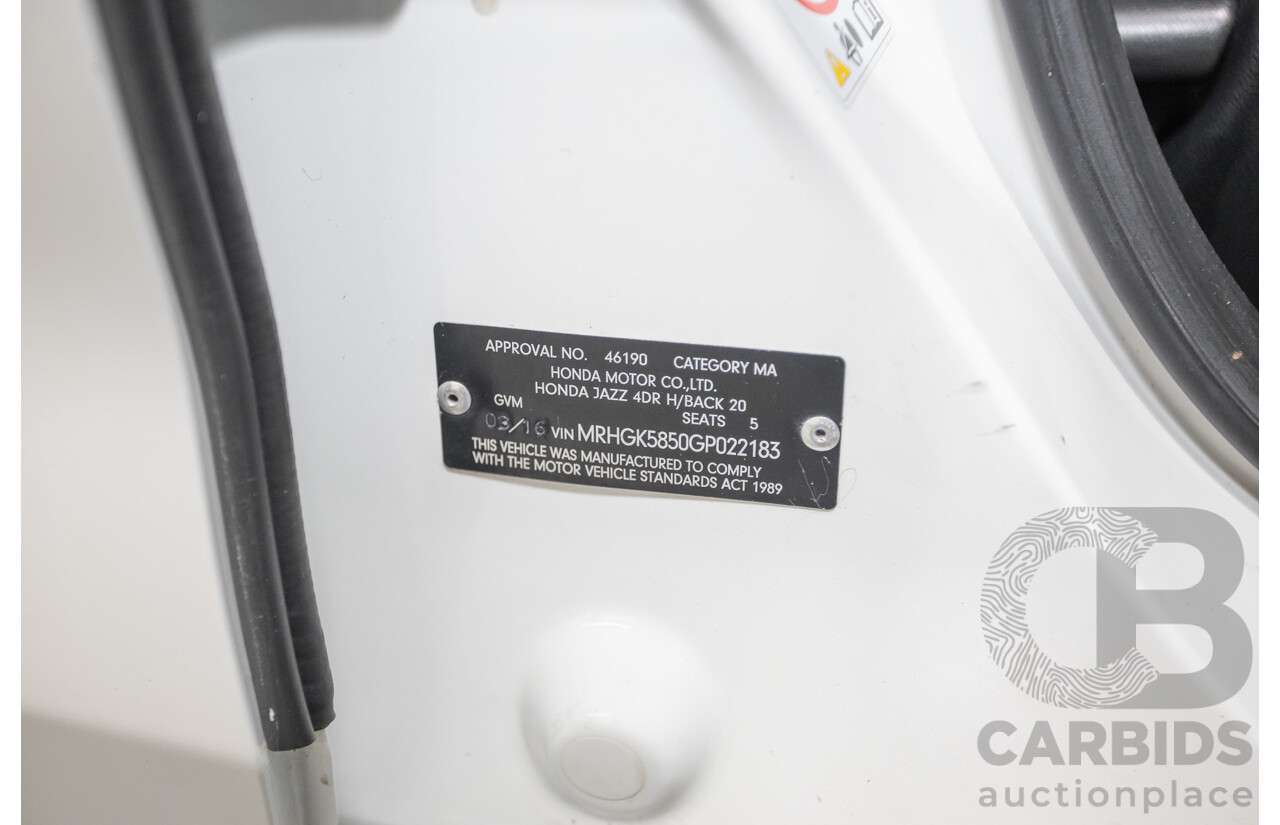 APPROVAL NO. 46190 CATEGORY MA
HONDA MOTOR CO.,LTD.
HONDA JAZZ 4DR H/BACK 20
GVM SEATS 5
03/16 VIN MRHGK5850GP022183
THIS VEHICLE WAS MANUFACTURED TO COMPLY
WITH THE MOTOR VEHICLE STANDARDS ACT 1989
CB
CARBIDS
auctionplace